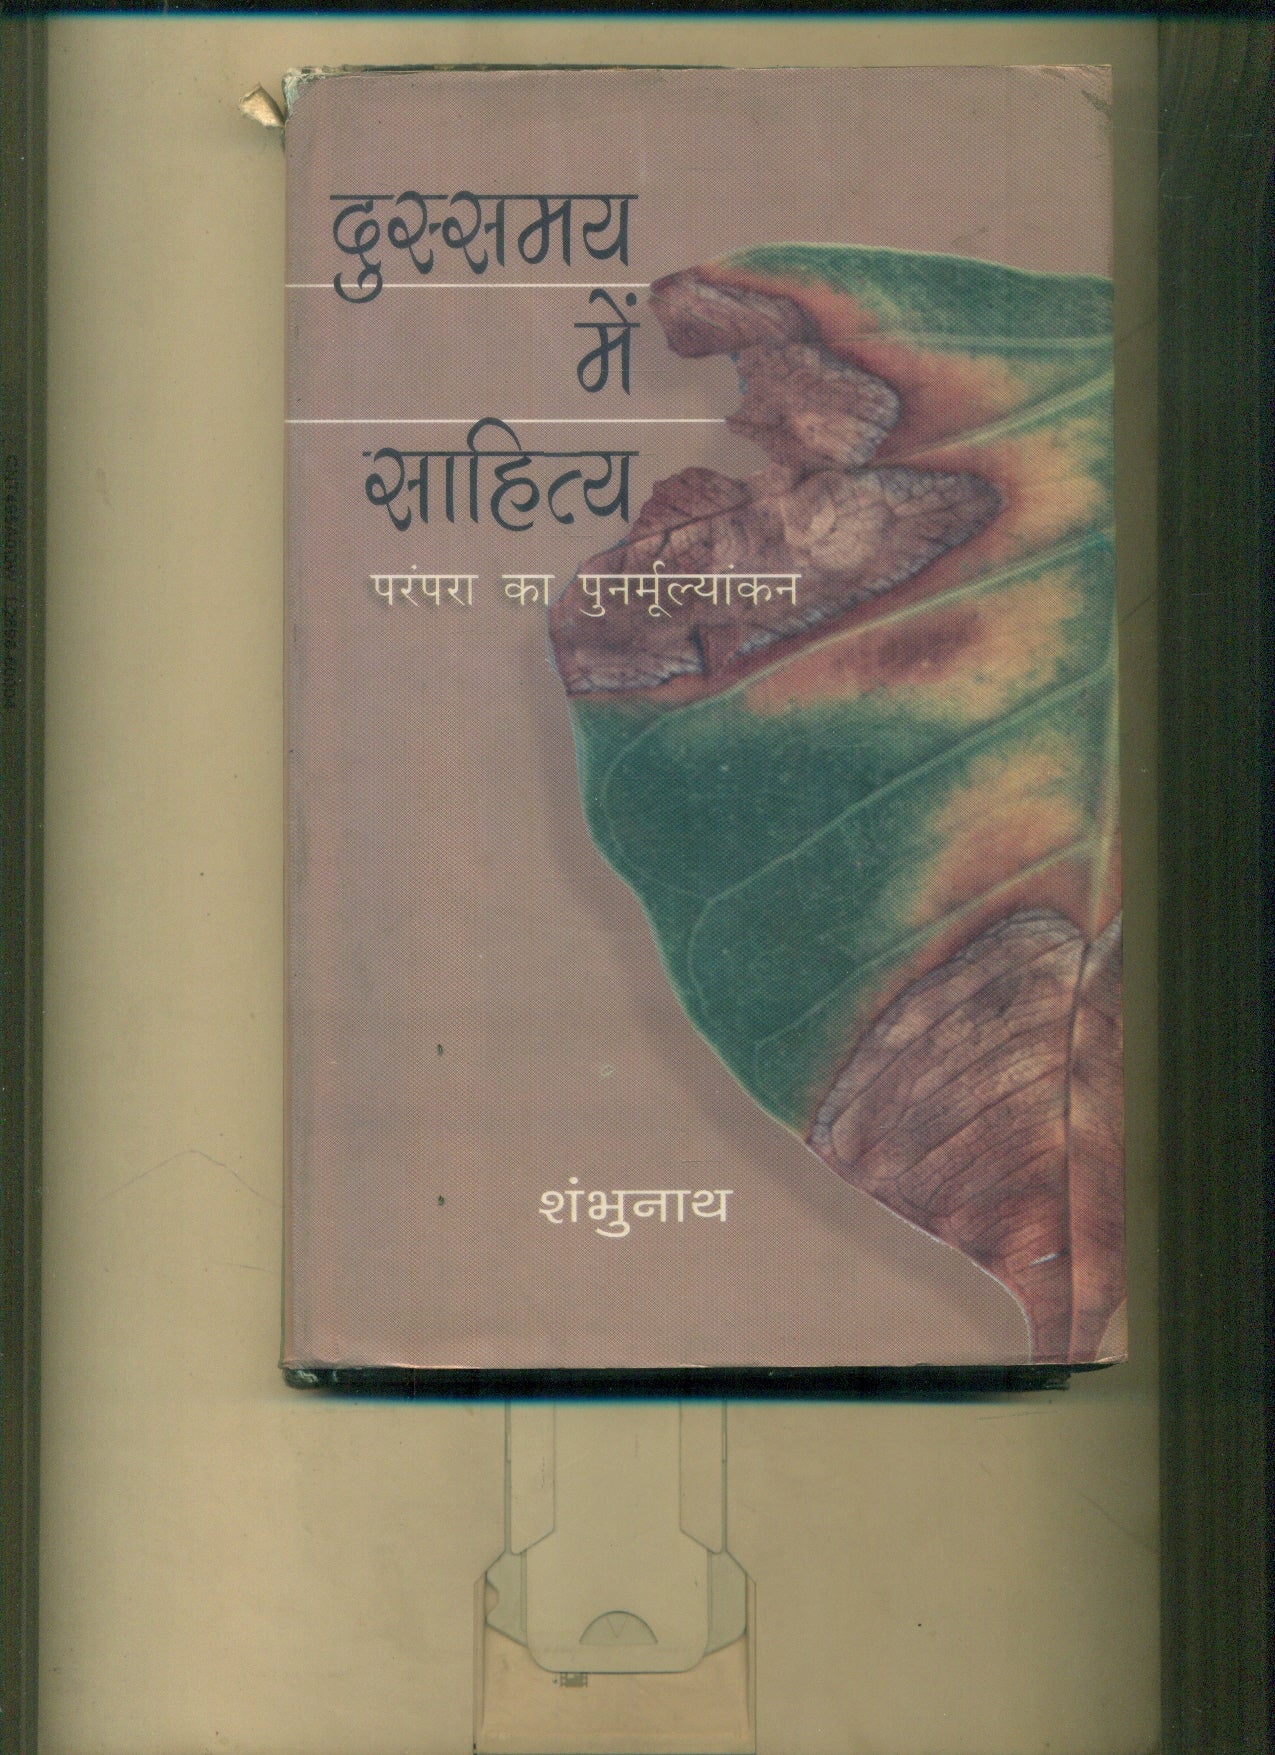 दुस्समय
में
साहित्य
परंपरा का पुनर्मूल्यांकन
शंभुनाथ